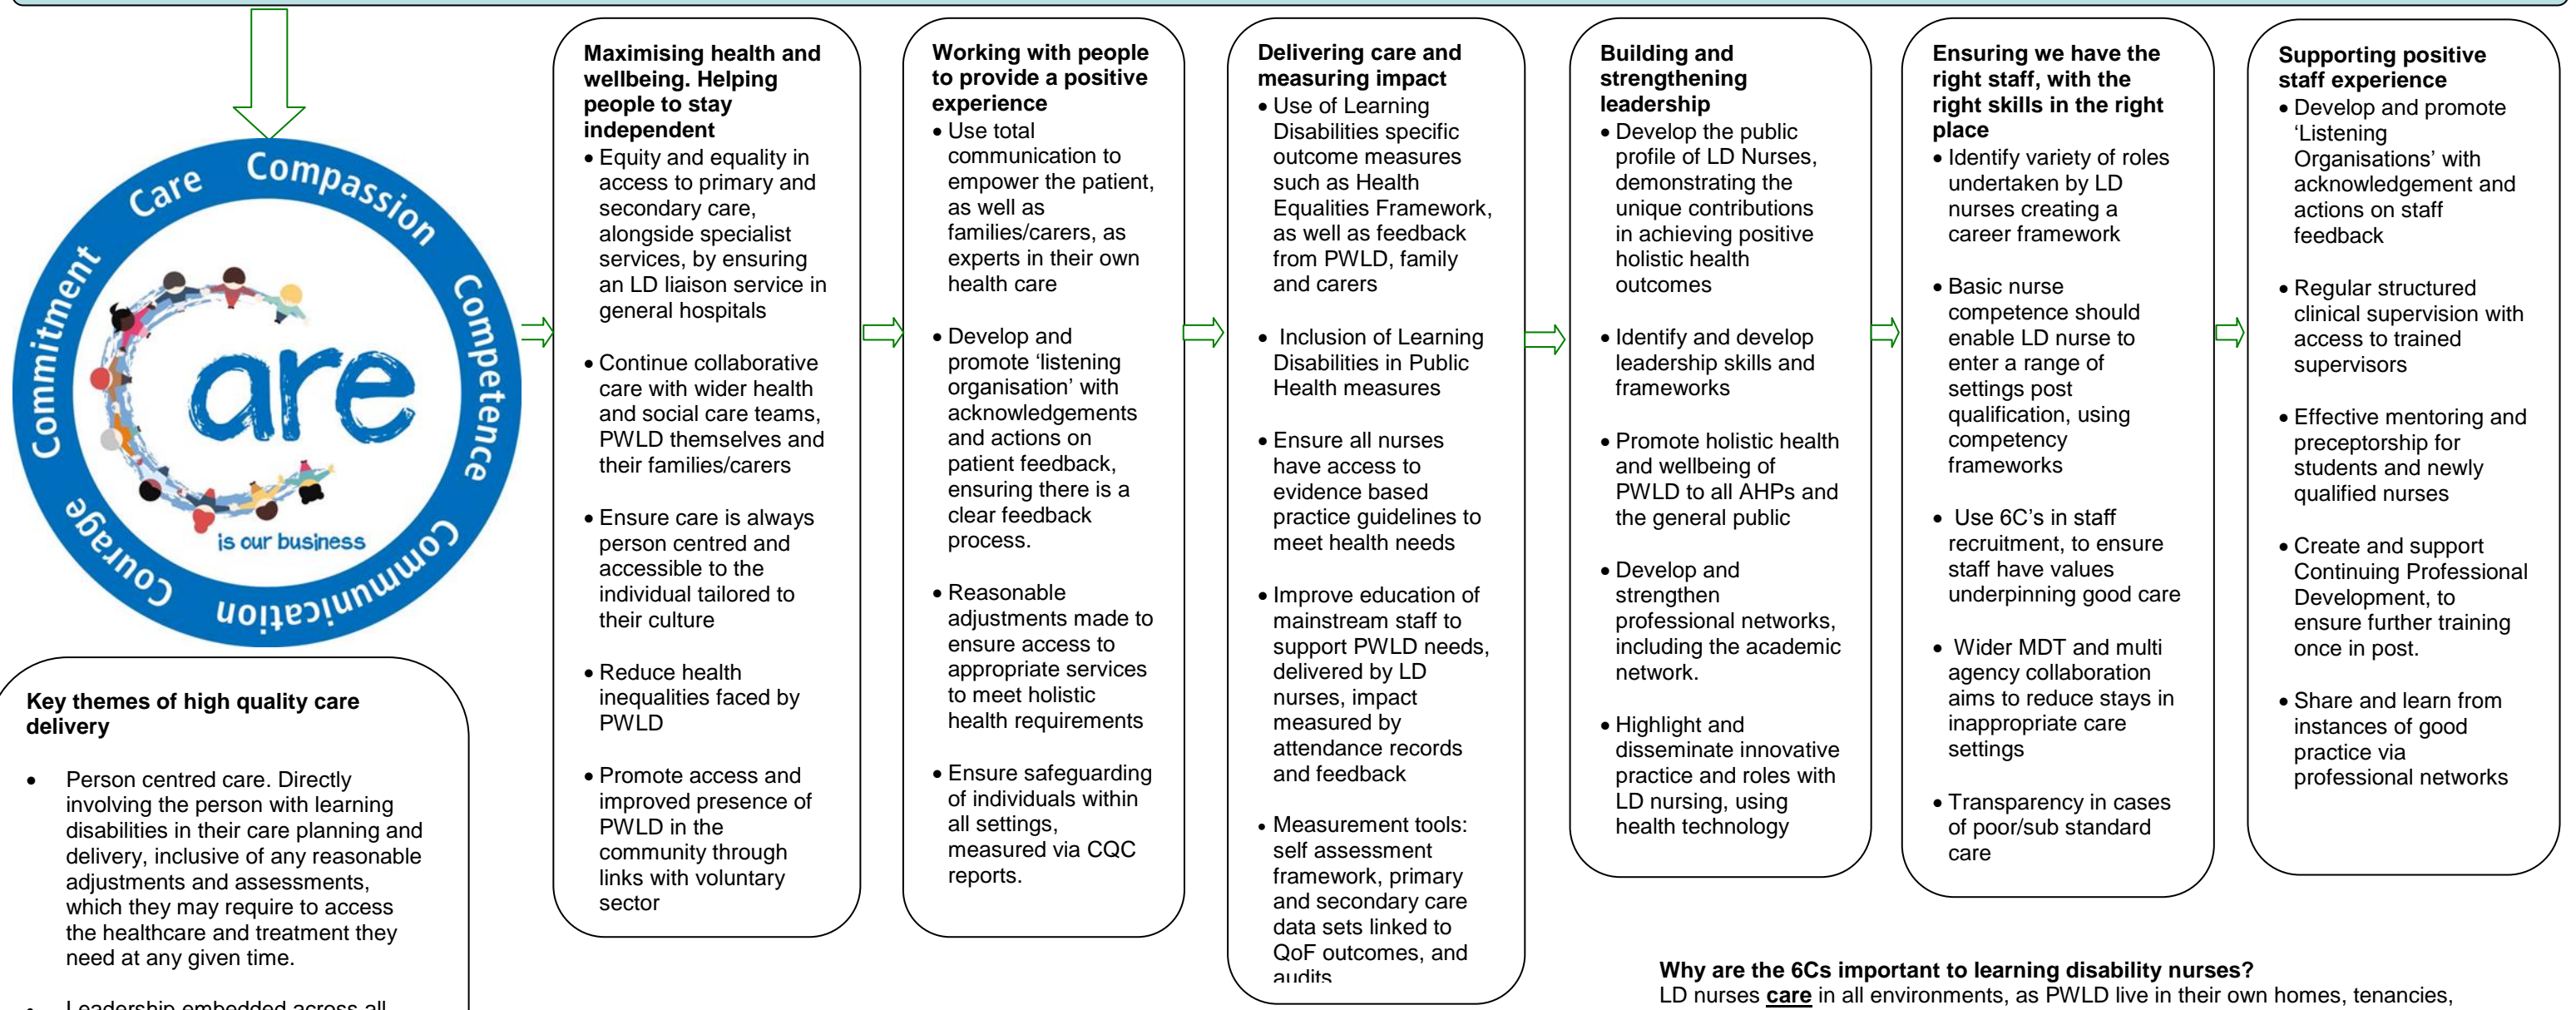 Care
Compassion
Competence
Communication
Courage
Commitment
are
is our business
Key themes of high quality care
delivery
• Person centred care. Directly
involving the person with learning
disabilities in their care planning and
delivery, inclusive of any reasonable
adjustments and assessments,
which they may require to access
the healthcare and treatment they
need at any given time.
• Leadership embedded across all
Maximising health and
wellbeing. Helping
people to stay
independent
• Equity and equality in
access to primary and
secondary care,
alongside specialist
services, by ensuring
an LD liaison service in
general hospitals
• Continue collaborative
care with wider health
and social care teams,
PWLD themselves and
their families/carers
• Ensure care is always
person centred and
accessible to the
individual tailored to
their culture
• Reduce health
inequalities faced by
PWLD
• Promote access and
improved presence of
PWLD in the
community through
links with voluntary
sector
Working with people
to provide a positive
experience
• Use total
communication to
empower the patient,
as well as
families/carers, as
experts in their own
health care
• Develop and
promote ‘listening
organisation’ with
acknowledgements
and actions on
patient feedback,
ensuring there is a
clear feedback
process.
• Reasonable
adjustments made to
ensure access to
appropriate services
to meet holistic
health requirements
• Ensure safeguarding
of individuals within
all settings,
measured via CQC
reports.
Delivering care and
measuring impact
• Use of Learning
Disabilities specific
outcome measures
such as Health
Equalities Framework,
as well as feedback
from PWLD, family
and carers
• Inclusion of Learning
Disabilities in Public
Health measures
• Ensure all nurses
have access to
evidence based
practice guidelines to
meet health needs
• Improve education of
mainstream staff to
support PWLD needs,
delivered by LD
nurses, impact
measured by
attendance records
and feedback
• Measurement tools:
self assessment
framework, primary
and secondary care
data sets linked to
QoF outcomes, and
audits
Building and
strengthening
leadership
• Develop the public
profile of LD Nurses,
demonstrating the
unique contributions
in achieving positive
holistic health
outcomes
• Identify and develop
leadership skills and
frameworks
• Promote holistic health
and wellbeing of
PWLD to all AHPs and
the general public
• Develop and
strengthen
professional networks,
including the academic
network.
• Highlight and
disseminate innovative
practice and roles with
LD nursing, using
health technology
Ensuring we have the
right staff, with the
right skills in the right
place
• Identify variety of roles
undertaken by LD
nurses creating a
career framework
• Basic nurse
competence should
enable LD nurse to
enter a range of
settings post
qualification, using
competency
frameworks
• Use 6C’s in staff
recruitment, to ensure
staff have values
underpinning good care
• Wider MDT and multi
agency collaboration
aims to reduce stays in
inappropriate care
settings
• Transparency in cases
of poor/sub standard
care
Supporting positive
staff experience
• Develop and promote
‘Listening
Organisations’ with
acknowledgement and
actions on staff
feedback
• Regular structured
clinical supervision with
access to trained
supervisors
• Effective mentoring and
preceptorship for
students and newly
qualified nurses
• Create and support
Continuing Professional
Development, to
ensure further training
once in post.
• Share and learn from
instances of good
practice via
professional networks
Why are the 6Cs important to learning disability nurses?
LD nurses care in all environments, as PWLD live in their own homes, tenancies,